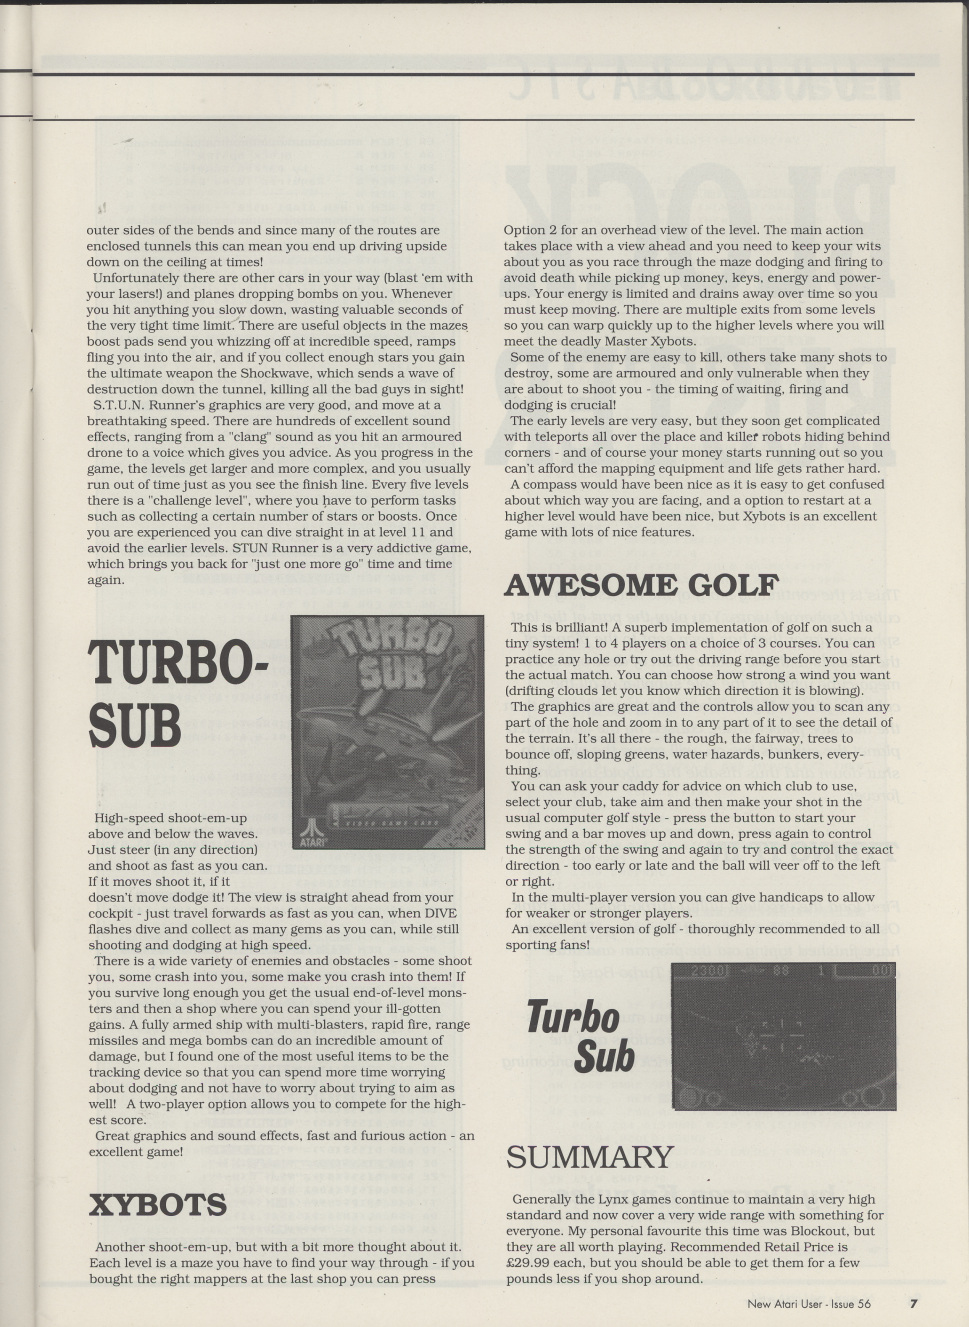 outer sides of the bends and since many of the routes are
enclosed tunnels this can mean you end up driving upside
down on the ceiling at times!
Unfortunately there are other cars in your way (blast 'em with
your lasers!) and planes dropping bombs on you. Whenever
you hit anything you slow down, wasting valuable seconds of
the very tight time limit. There are useful objects in the mazes
boost pads send you whizzing off at incredible speed, ramps
fling you into the air, and if you collect enough stars you gain
the ultimate weapon the Shockwave, which sends a wave of
destruction down the tunnel, killing all the bad guys in sight!
S.T.U.N. Runner's graphics are very good, and move at a
breathtaking speed. There are hundreds of excellent sound
effects, ranging from a "clang" sound as you hit an armoured
drone to a voice which gives you advice. As you progress in the
game, the levels get larger and more complex, and you usually
run out of time just as you see the finish line. Every five levels
there is a "challenge level", where you have to perform tasks
such as collecting a certain number of stars or boosts. Once
you are experienced you can dive straight in at level 11 and
avoid the earlier levels. STUN Runner is a very addictive game,
which brings you back for "just one more go" time and time
again.
TURBO-
SUB
TURBO
SUB
LYNX
VIDEO GAME CARD
ATARI
High-speed shoot-em-up
above and below the waves.
Just steer (in any direction)
and shoot as fast as you can.
If it moves shoot it, if it
doesn't move dodge it! The view is straight ahead from your
cockpit - just travel forwards as fast as you can, when DIVE
flashes dive and collect as many gems as you can, while still
shooting and dodging at high speed.
There is a wide variety of enemies and obstacles - some shoot
you, some crash into you, some make you crash into them! If
you survive long enough you get the usual end-of-level mons-
ters and then a shop where you can spend your ill-gotten
gains. A fully armed ship with multi-blasters, rapid fire, range
missiles and mega bombs can do an incredible amount of
damage, but I found one of the most useful items to be the
tracking device so that you can spend more time worrying
about dodging and not have to worry about trying to aim as
well! A two-player option allows you to compete for the high-
est score.
Great graphics and sound effects, fast and furious action - an
excellent game!
XYBOTS
Another shoot-em-up, but with a bit more thought about it.
Each level is a maze you have to find your way through - if you
bought the right mappers at the last shop you can press
Option 2 for an overhead view of the level. The main action
takes place with a view ahead and you need to keep your wits
about you as you race through the maze dodging and firing to
avoid death while picking up money, keys, energy and power-
ups. Your energy is limited and drains away over time so you
must keep moving. There are multiple exits from some levels
so you can warp quickly up to the higher levels where you will
meet the deadly Master Xybots.
Some of the enemy are easy to kill, others take many shots to
destroy, some are armoured and only vulnerable when they
are about to shoot you - the timing of waiting, firing and
dodging is crucial!
The early levels are very easy, but they soon get complicated
with teleports all over the place and killer robots hiding behind
corners - and of course your money starts running out so you
can't afford the mapping equipment and life gets rather hard.
A compass would have been nice as it is easy to get confused
about which way you are facing, and a option to restart at a
higher level would have been nice, but Xybots is an excellent
game with lots of nice features.
AWESOME GOLF
This is brilliant! A superb implementation of golf on such a
tiny system! 1 to 4 players on a choice of 3 courses. You can
practice any hole or try out the driving range before you start
the actual match. You can choose how strong a wind you want
(drifting clouds let you know which direction it is blowing).
The graphics are great and the controls allow you to scan any
part of the hole and zoom in to any part of it to see the detail of
the terrain. It's all there - the rough, the fairway, trees to
bounce off, sloping greens, water hazards, bunkers, every-
thing.
You can ask your caddy for advice on which club to use,
select your club, take aim and then make your shot in the
usual computer golf style - press the button to start your
swing and a bar moves up and down, press again to control
the strength of the swing and again to try and control the exact
direction - too early or late and the ball will veer off to the left
or right.
In the multi-player version you can give handicaps to allow
for weaker or stronger players.
An excellent version of golf - thoroughly recommended to all
sporting fans!
Turbo
Sub
2300 88 1 00
SUMMARY
Generally the Lynx games continue to maintain a very high
standard and now cover a very wide range with something for
everyone. My personal favourite this time was Blockout, but
they are all worth playing. Recommended Retail Price is
£29.99 each, but you should be able to get them for a few
pounds less if you shop around.
New Atari User - Issue 56 7